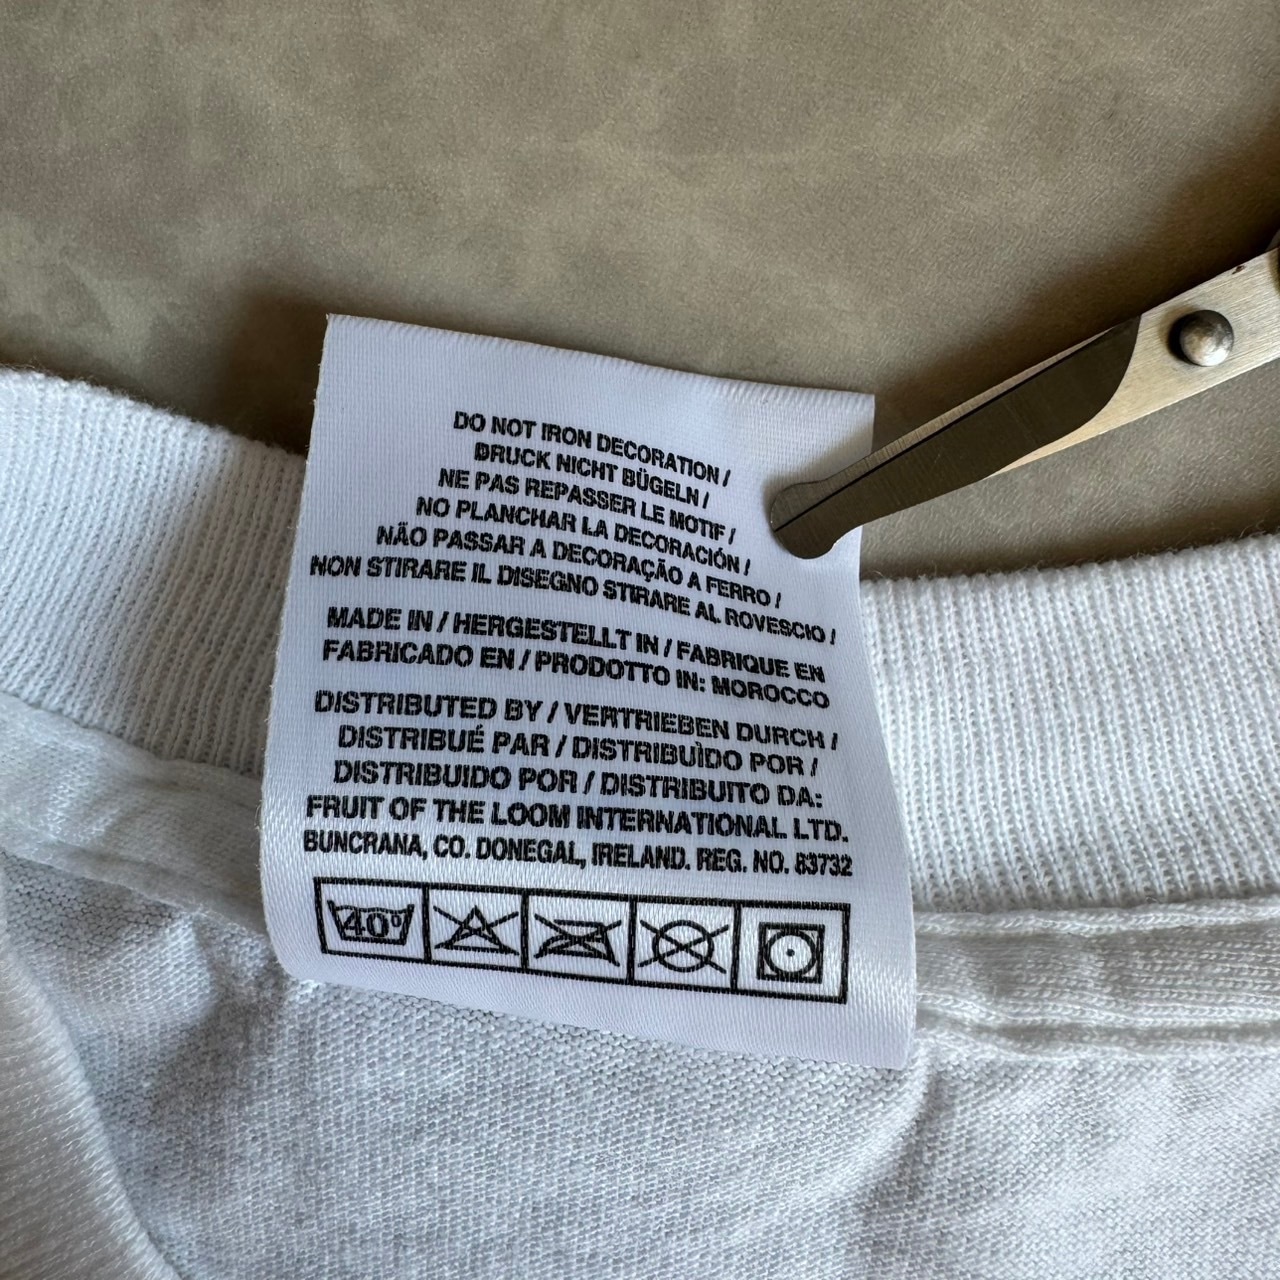 DO NOT IRON DECORATION /
DRUCK NICHT BÜGELN /
NE PAS REPASSER LE MOTIF /
NO PLANCHAR LA DECORACIÓN /
NÃO PASSAR A DECORAÇÃO A FERRO /
NON STIRARE IL DISEGNO STIRARE AL ROVESCIO /
MADE IN / HERGESTELLT IN / FABRIQUE EN
FABRICADO EN / PRODOTTO IN: MOROCCO
DISTRIBUTED BY / VERTRIEBEN DURCH /
DISTRIBUÉ PAR / DISTRIBUÌDO POR /
DISTRIBUIDO POR / DISTRIBUITO DA:
FRUIT OF THE LOOM INTERNATIONAL LTD.
BUNCRANA, CO. DONEGAL, IRELAND. REG. NO. 83732
40°